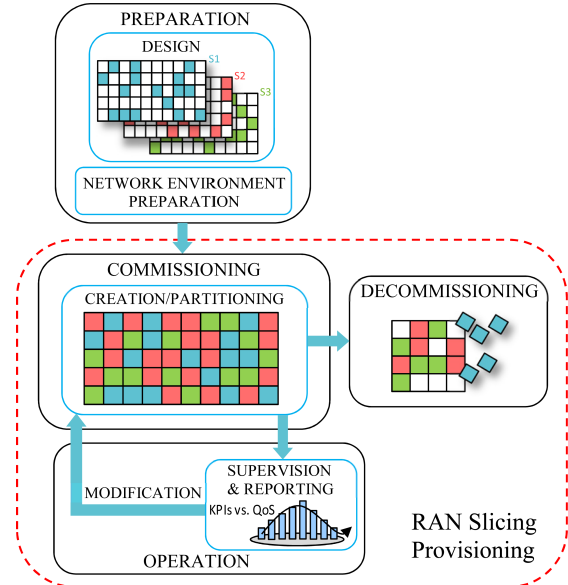 PREPARATION
DESIGN
S1
S2
S3
NETWORK ENVIRONMENT
PREPARATION
COMMISSIONING
CREATION/PARTITIONING
DECOMMISSIONING
SUPERVISION
& REPORTING
MODIFICATION
KPIs vs. QoS
OPERATION
RAN Slicing
Provisioning